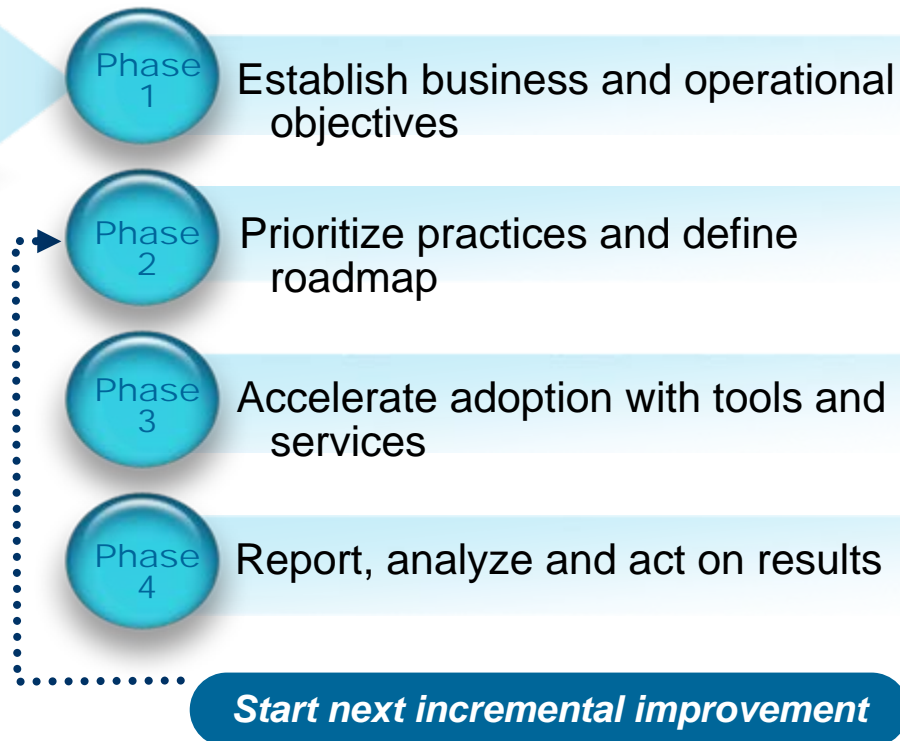 Phase
1
Establish business and operational
objectives
Phase
2
Prioritize practices and define
roadmap
Phase
3
Accelerate adoption with tools and
services
Phase
4
Report, analyze and act on results
Start next incremental improvement